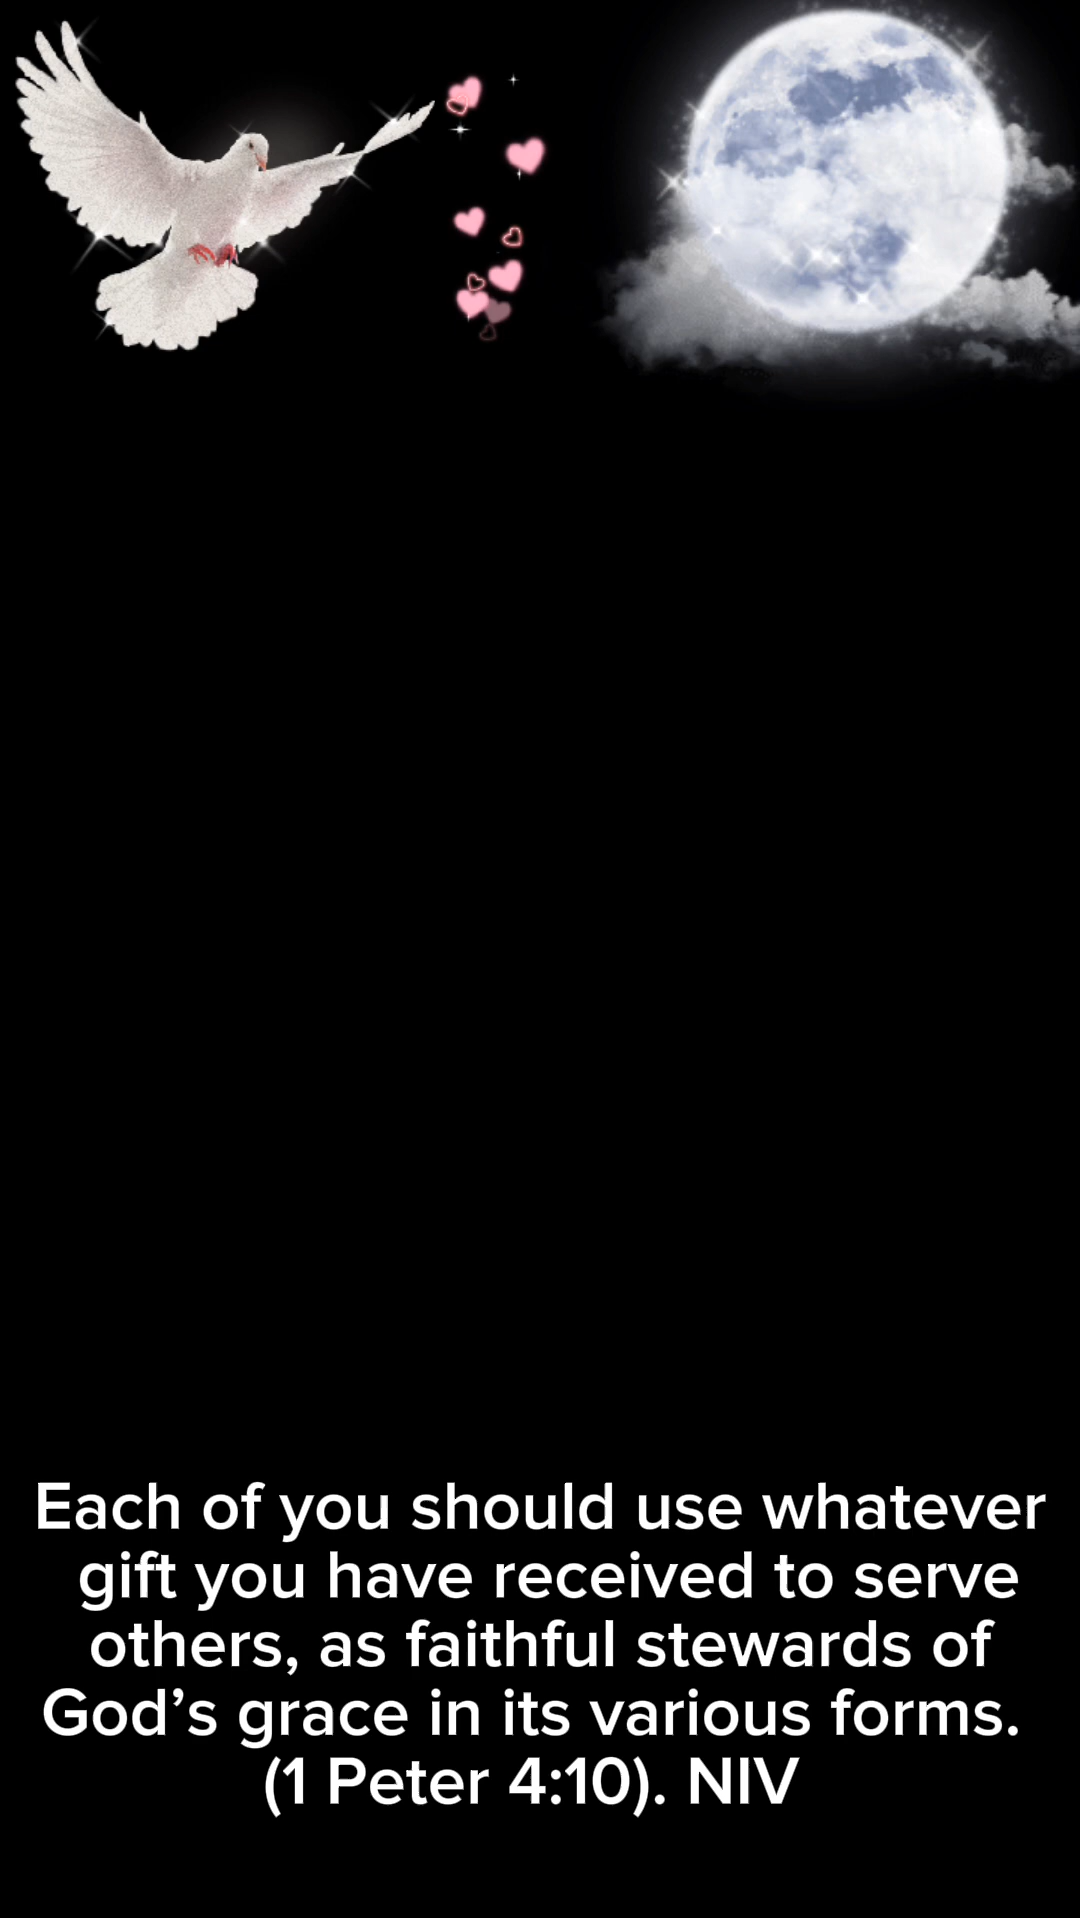 Each of you should use whatever
gift you have received to serve
others, as faithful stewards of
God’s grace in its various forms.
(1 Peter 4:10). NIV